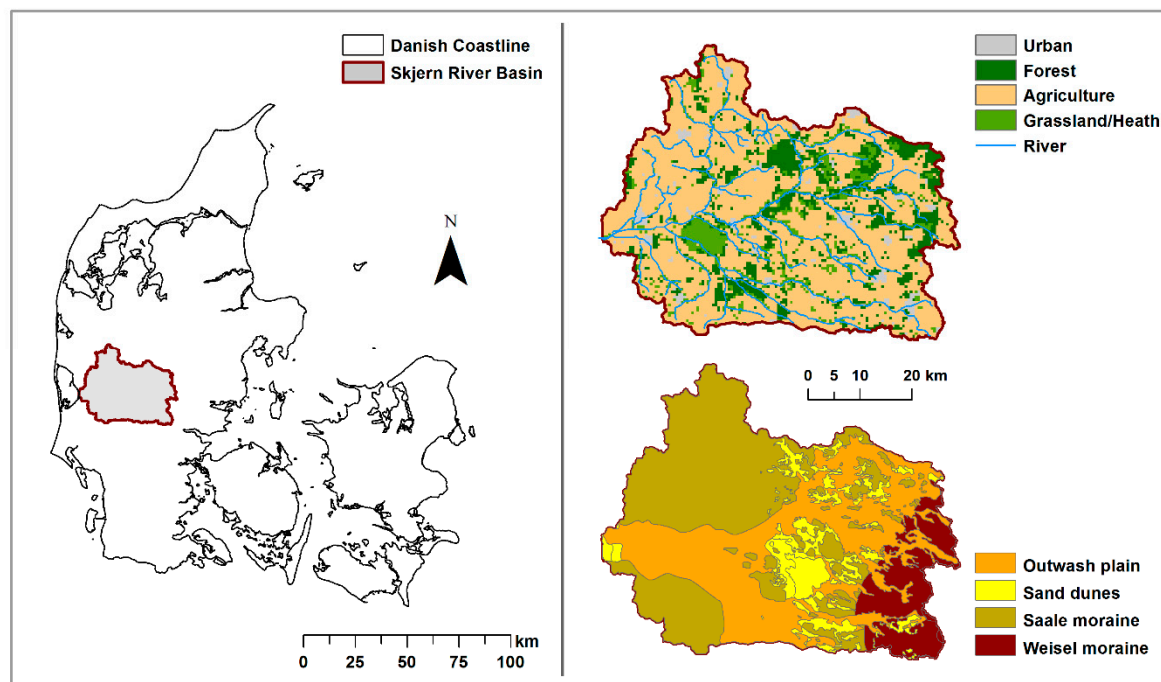 Danish Coastline
Skjern River Basin
N
km
0 25 50 75 100
Urban
Forest
Agriculture
Grassland/Heath
River
0 5 10 20 km
Outwash plain
Sand dunes
Saale moraine
Weisel moraine